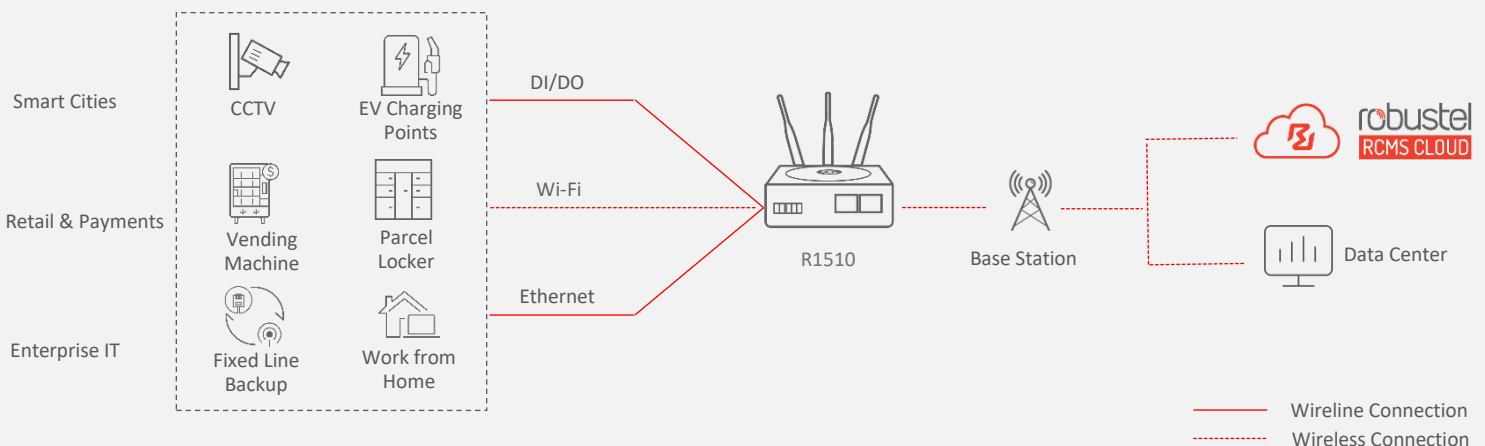 Smart Cities
CCTV
EV Charging
Points
Retail & Payments
Vending
Machine
Parcel
Locker
Enterprise IT
Fixed Line
Backup
Work from
Home
DI/DO
Wi-Fi
Ethernet
R1510
Base Station
robustel
RCMS CLOUD
Data Center
Wireline Connection
Wireless Connection
$